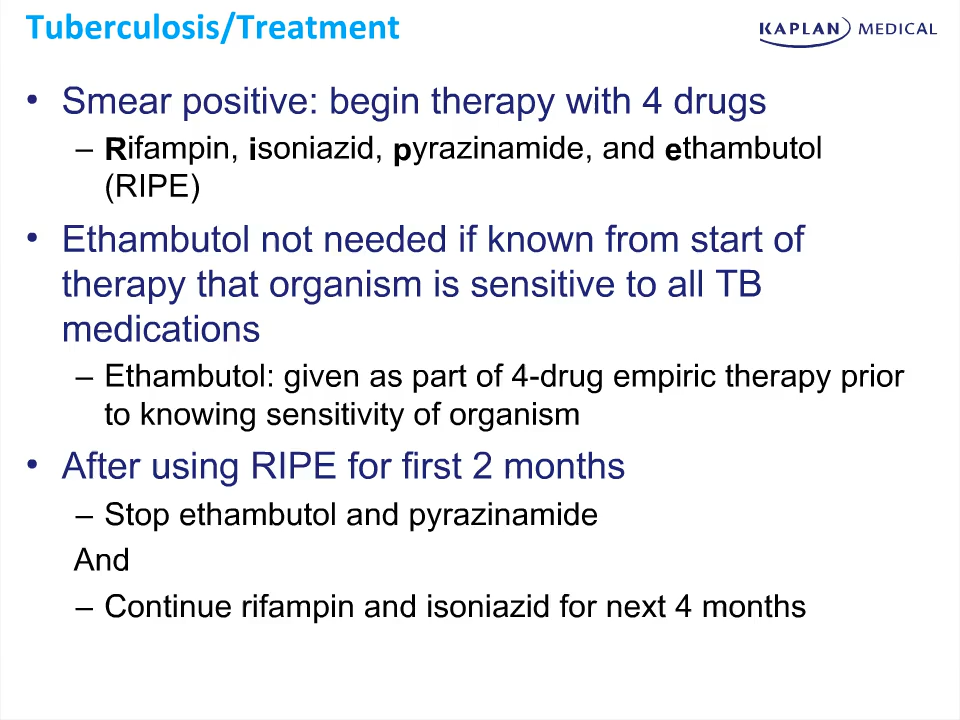 Tuberculosis/Treatment
KAPLAN MEDICAL
• Smear positive: begin therapy with 4 drugs
– Rifampin, isoniazid, pyrazinamide, and ethambutol
(RIPE)
• Ethambutol not needed if known from start of
therapy that organism is sensitive to all TB
medications
– Ethambutol: given as part of 4-drug empiric therapy prior
to knowing sensitivity of organism
• After using RIPE for first 2 months
– Stop ethambutol and pyrazinamide
And
– Continue rifampin and isoniazid for next 4 months